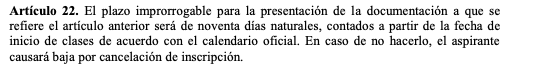 Artículo 22. El plazo improrrogable para la presentación de la documentación a que se
refiere el artículo anterior será de noventa días naturales, contados a partir de la fecha de
inicio de clases de acuerdo con el calendario oficial. En caso de no hacerlo, el aspirante
causará baja por cancelación de inscripción.